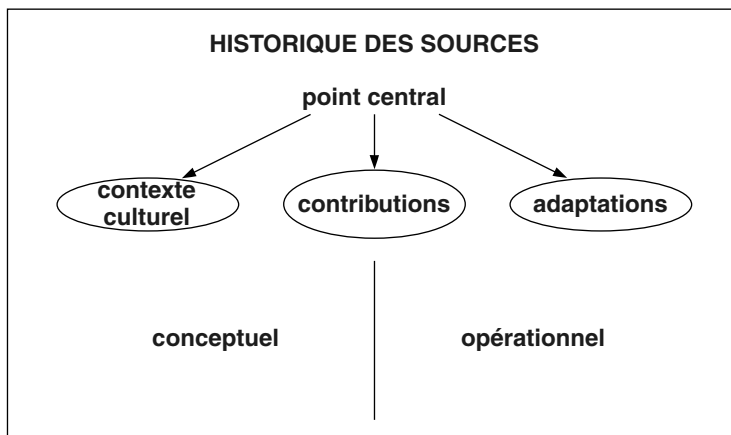 HISTORIQUE DES SOURCES
point central
contexte
culturel
contributions
adaptations
conceptuel
opérationnel